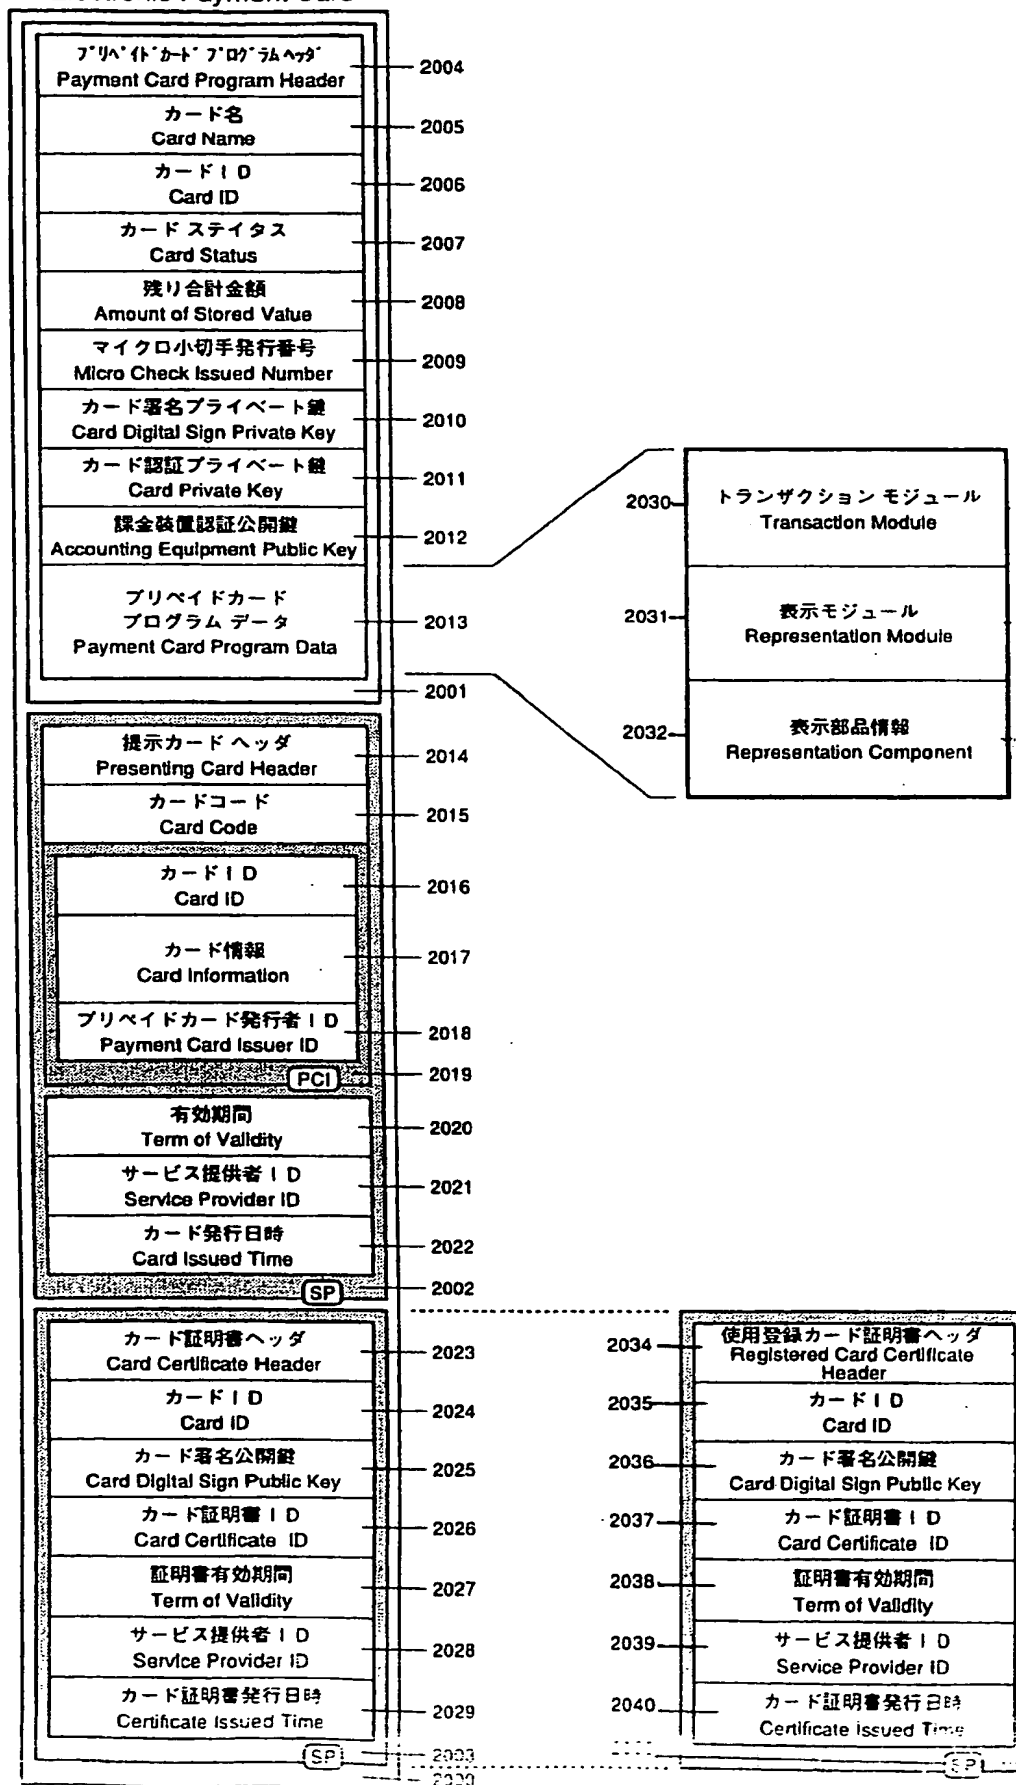 Payment Card
プリペイドカード プログラムヘッダ
Payment Card Program Header
2004
カード名
Card Name
2005
カードID
Card ID
2006
カード ステイタス
Card Status
2007
残り合計金額
Amount of Stored Value
2008
マイクロ小切手発行番号
Micro Check Issued Number
2009
カード署名プライベート鍵
Card Digital Sign Private Key
2010
カード認証プライベート鍵
Card Private Key
2011
課金装置認証公開鍵
Accounting Equipment Public Key
2012
プリペイドカード
プログラム データ
Payment Card Program Data
2013
2001
2030
トランザクション モジュール
Transaction Module
2031
表示モジュール
Representation Module
2032
表示部品情報
Representation Component
提示カード ヘッダ
Presenting Card Header
2014
カードコード
Card Code
2015
カードID
Card ID
2016
カード情報
Card Information
2017
プリペイドカード発行者ID
Payment Card Issuer ID
2018
PCI
2019
有効期間
Term of Validity
2020
サービス提供者ID
Service Provider ID
2021
カード発行日時
Card Issued Time
2022
SP
2002
カード証明書ヘッダ
Card Certificate Header
2023
カードID
Card ID
2024
カード署名公開鍵
Card Digital Sign Public Key
2025
カード証明書ID
Card Certificate ID
2026
証明書有効期間
Term of Validity
2027
サービス提供者ID
Service Provider ID
2028
カード証明書発行日時
Certificate Issued Time
2029
SP
2003
2000
2034
使用登録カード証明書ヘッダ
Registered Card Certificate
Header
2035
カードID
Card ID
2036
カード署名公開鍵
Card Digital Sign Public Key
2037
カード証明書ID
Card Certificate ID
2038
証明書有効期間
Term of Validity
2039
サービス提供者ID
Service Provider ID
2040
カード証明書発行日時
Certificate Issued Time
SP